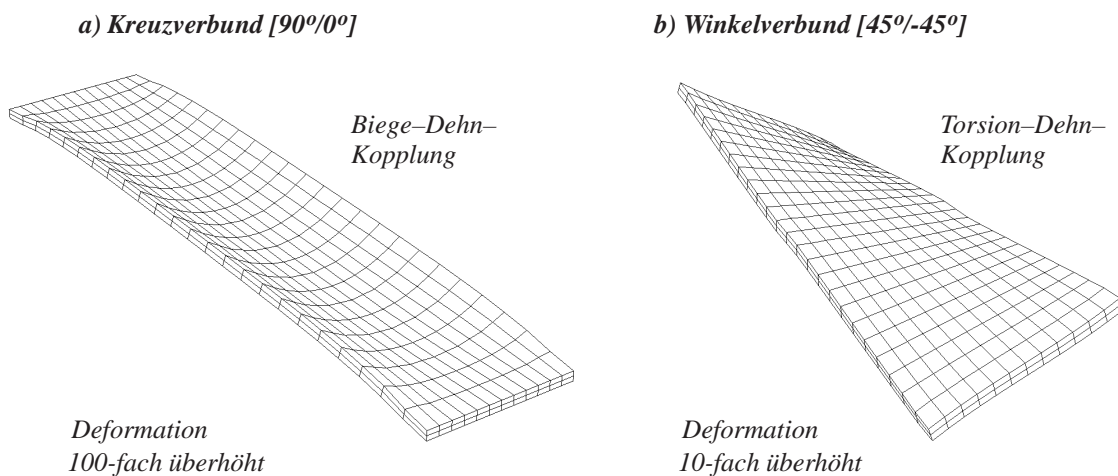 a) Kreuzverbund [90º/0º]
Biege–Dehn–
Kopplung
Deformation
100-fach überhöht
b) Winkelverbund [45º/-45º]
Torsion–Dehn–
Kopplung
Deformation
10-fach überhöht